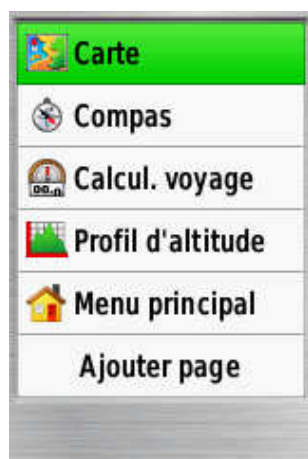 Carte
Compas
Calcul. voyage
Profil d'altitude
Menu principal
Ajouter page